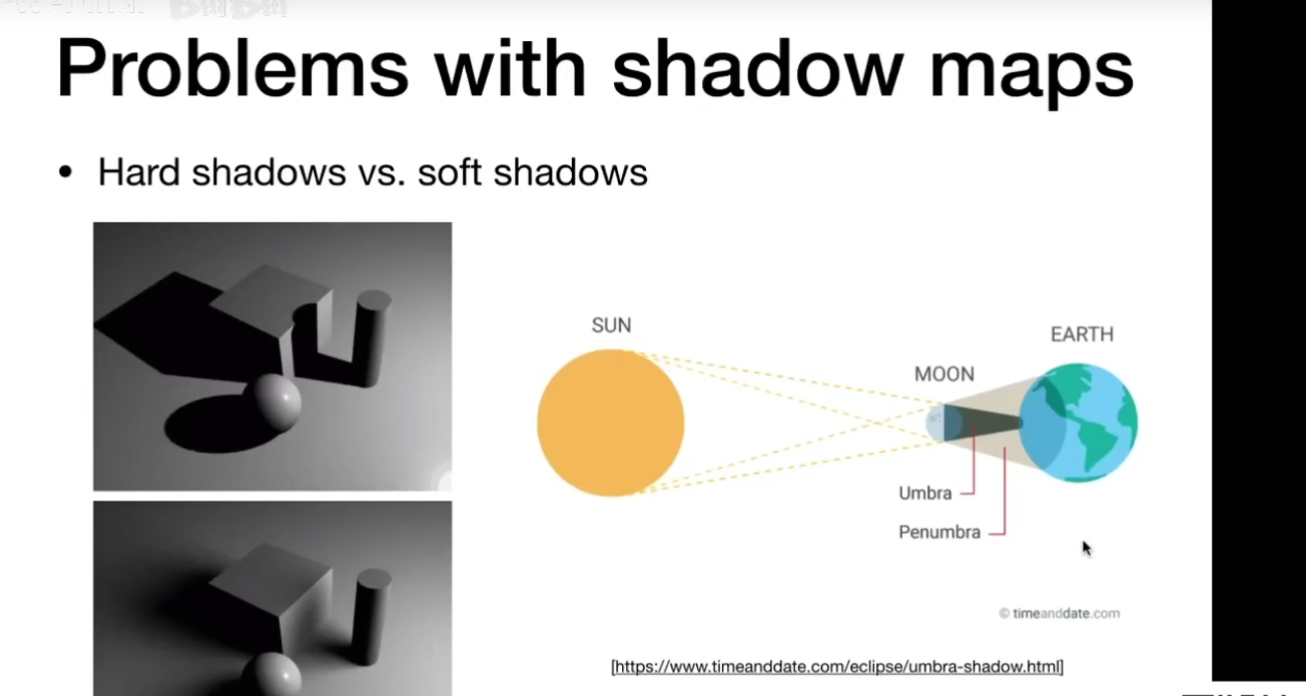 Problems with shadow maps
• Hard shadows vs. soft shadows
SUN
EARTH
MOON
Umbra
Penumbra
© timeanddate.com
[https://www.timeanddate.com/eclipse/umbra-shadow.html]